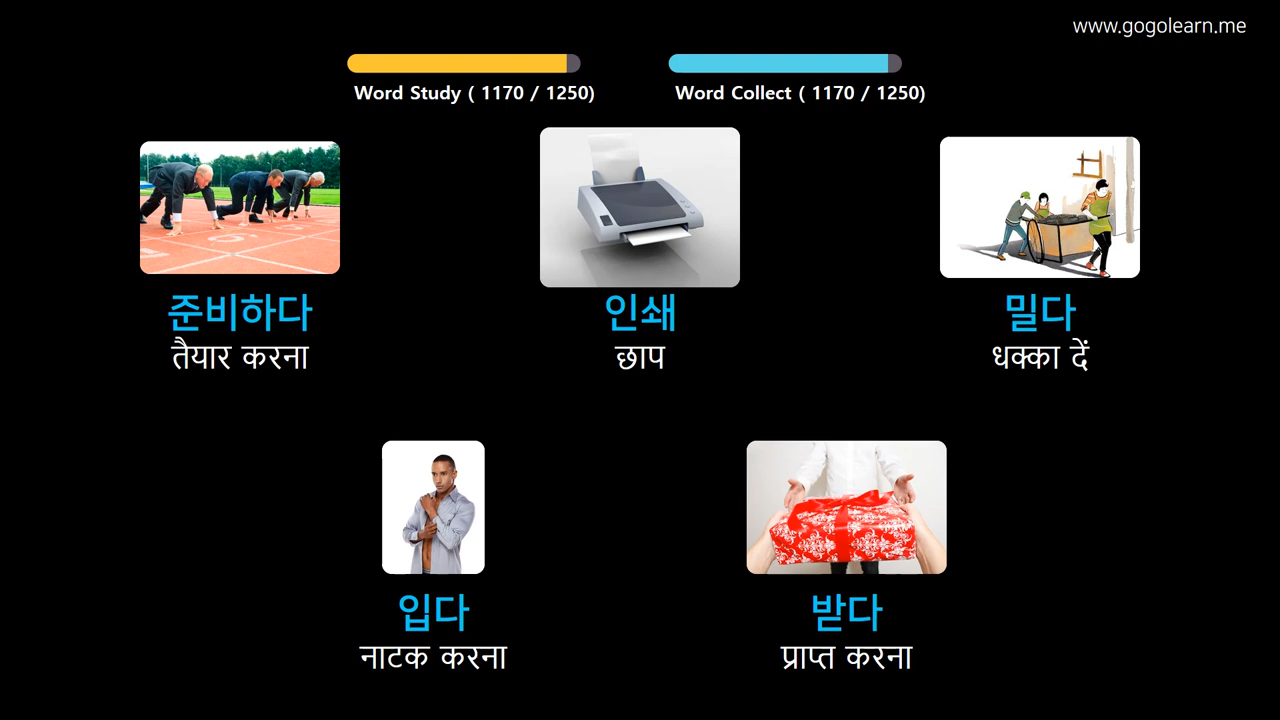 www.gogolearn.me
Word Study ( 1170 / 1250)
Word Collect ( 1170 / 1250)
준비하다
तैयार करना
인쇄
छाप
밀다
धक्का दें
입다
नाटक करना
받다
प्राप्त करना